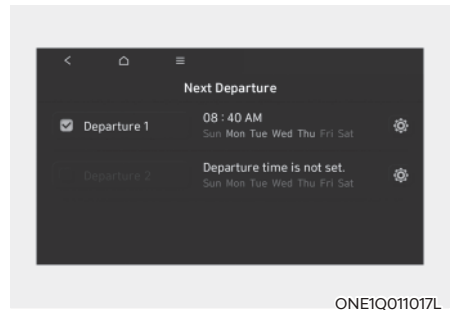 Next Departure
Departure 1
08 : 40 AM
Sun Mon Tue Wed Thu Fri Sat
Departure 2
Departure time is not set.
Sun Mon Tue Wed Thu Fri Sat
ONE1Q011017L